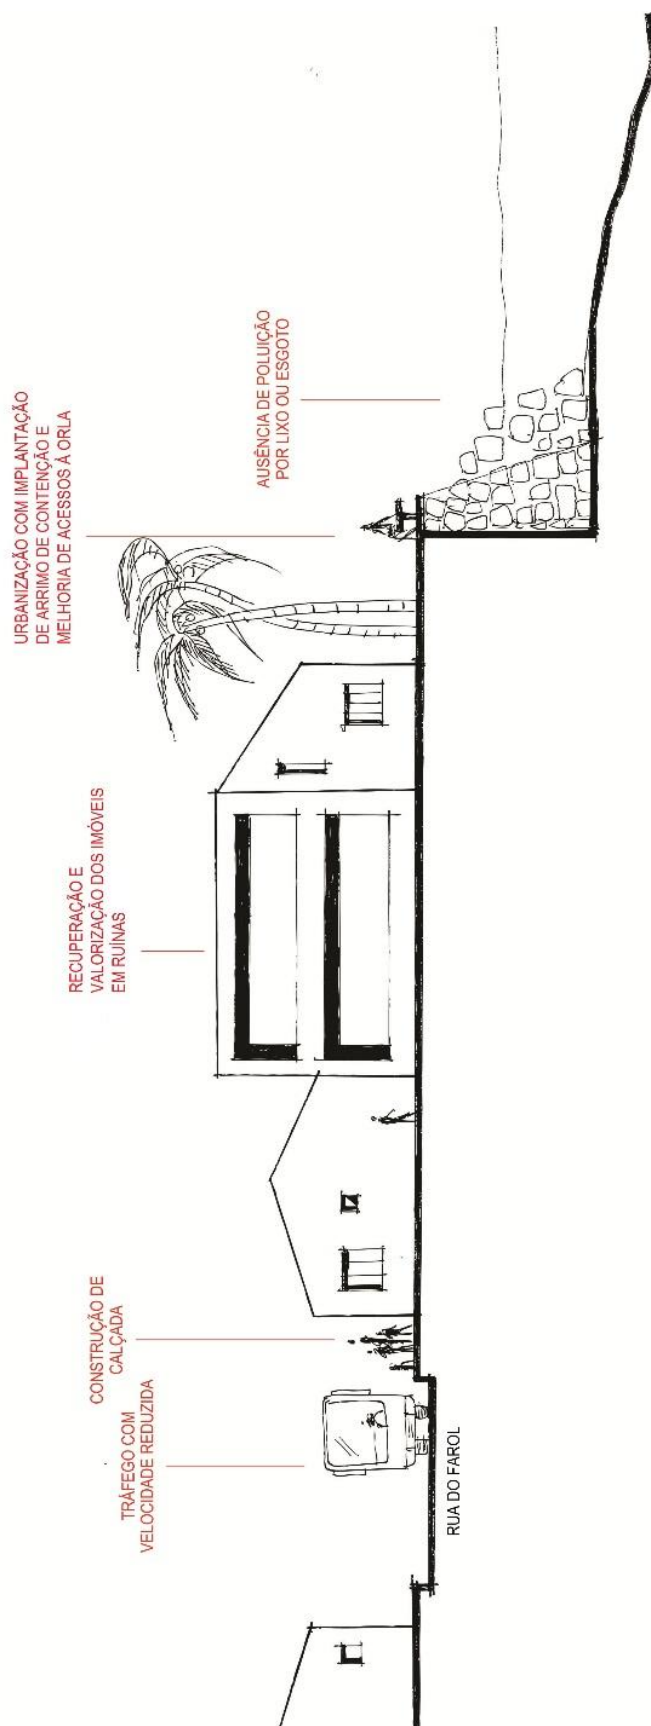 TRÁFEGO COM
VELOCIDADE REDUZIDA
CONSTRUÇÃO DE
CALÇADA
RECUPERAÇÃO E
VALORIZAÇÃO DOS IMÓVEIS
EM RUÍNAS
URBANIZAÇÃO COM IMPLANTAÇÃO
DE ARRIMO DE CONTENÇÃO E
MELHORIA DE ACESSOS À ORLA
AUSÊNCIA DE POLUIÇÃO
POR LIXO OU ESGOTO
RUA DO FAROL